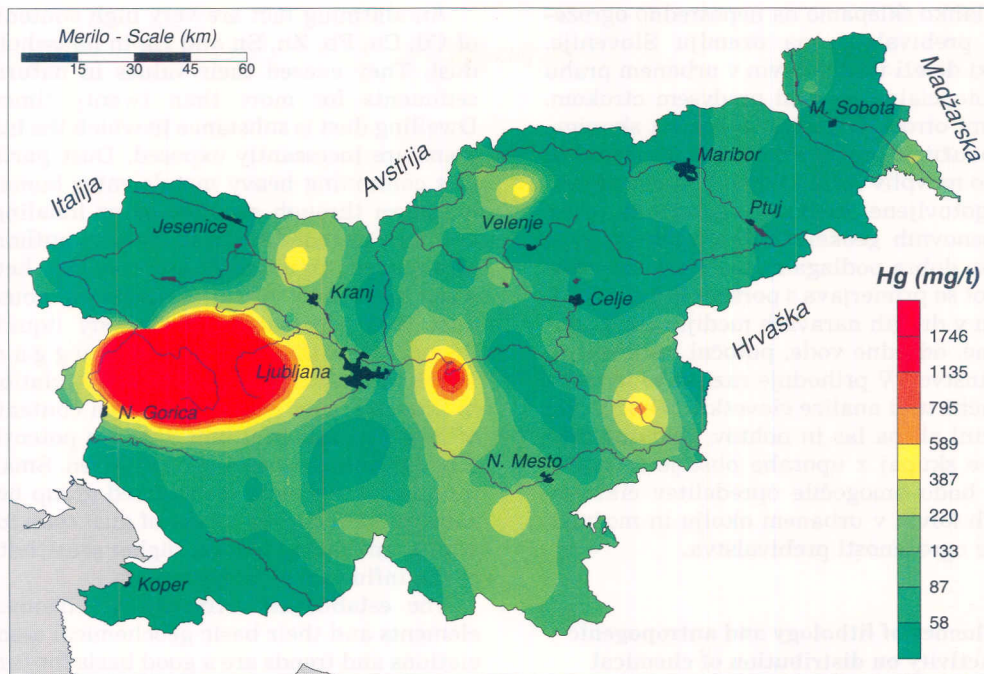 Merilo - Scale (km)
15 30 45 60
Madžarska
M. Sobota
Avstrija
Maribor
Italija
Jesenice
Velenje
Ptuj
Kranj
Celje
Hg (mg/t)
Hrvaška
Ljubljana
N. Gorica
N. Mesto
Koper
1746
1135
795
589
387
220
133
87
58